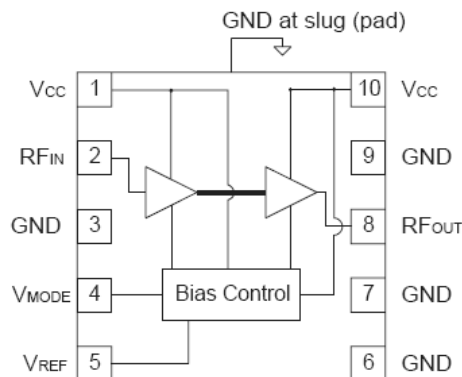 GND at slug (pad)
VCC 1 10 VCC
RFIN 2 9 GND
GND 3 8 RFOUT
VMODE 4 Bias Control 7 GND
VREF 5 6 GND